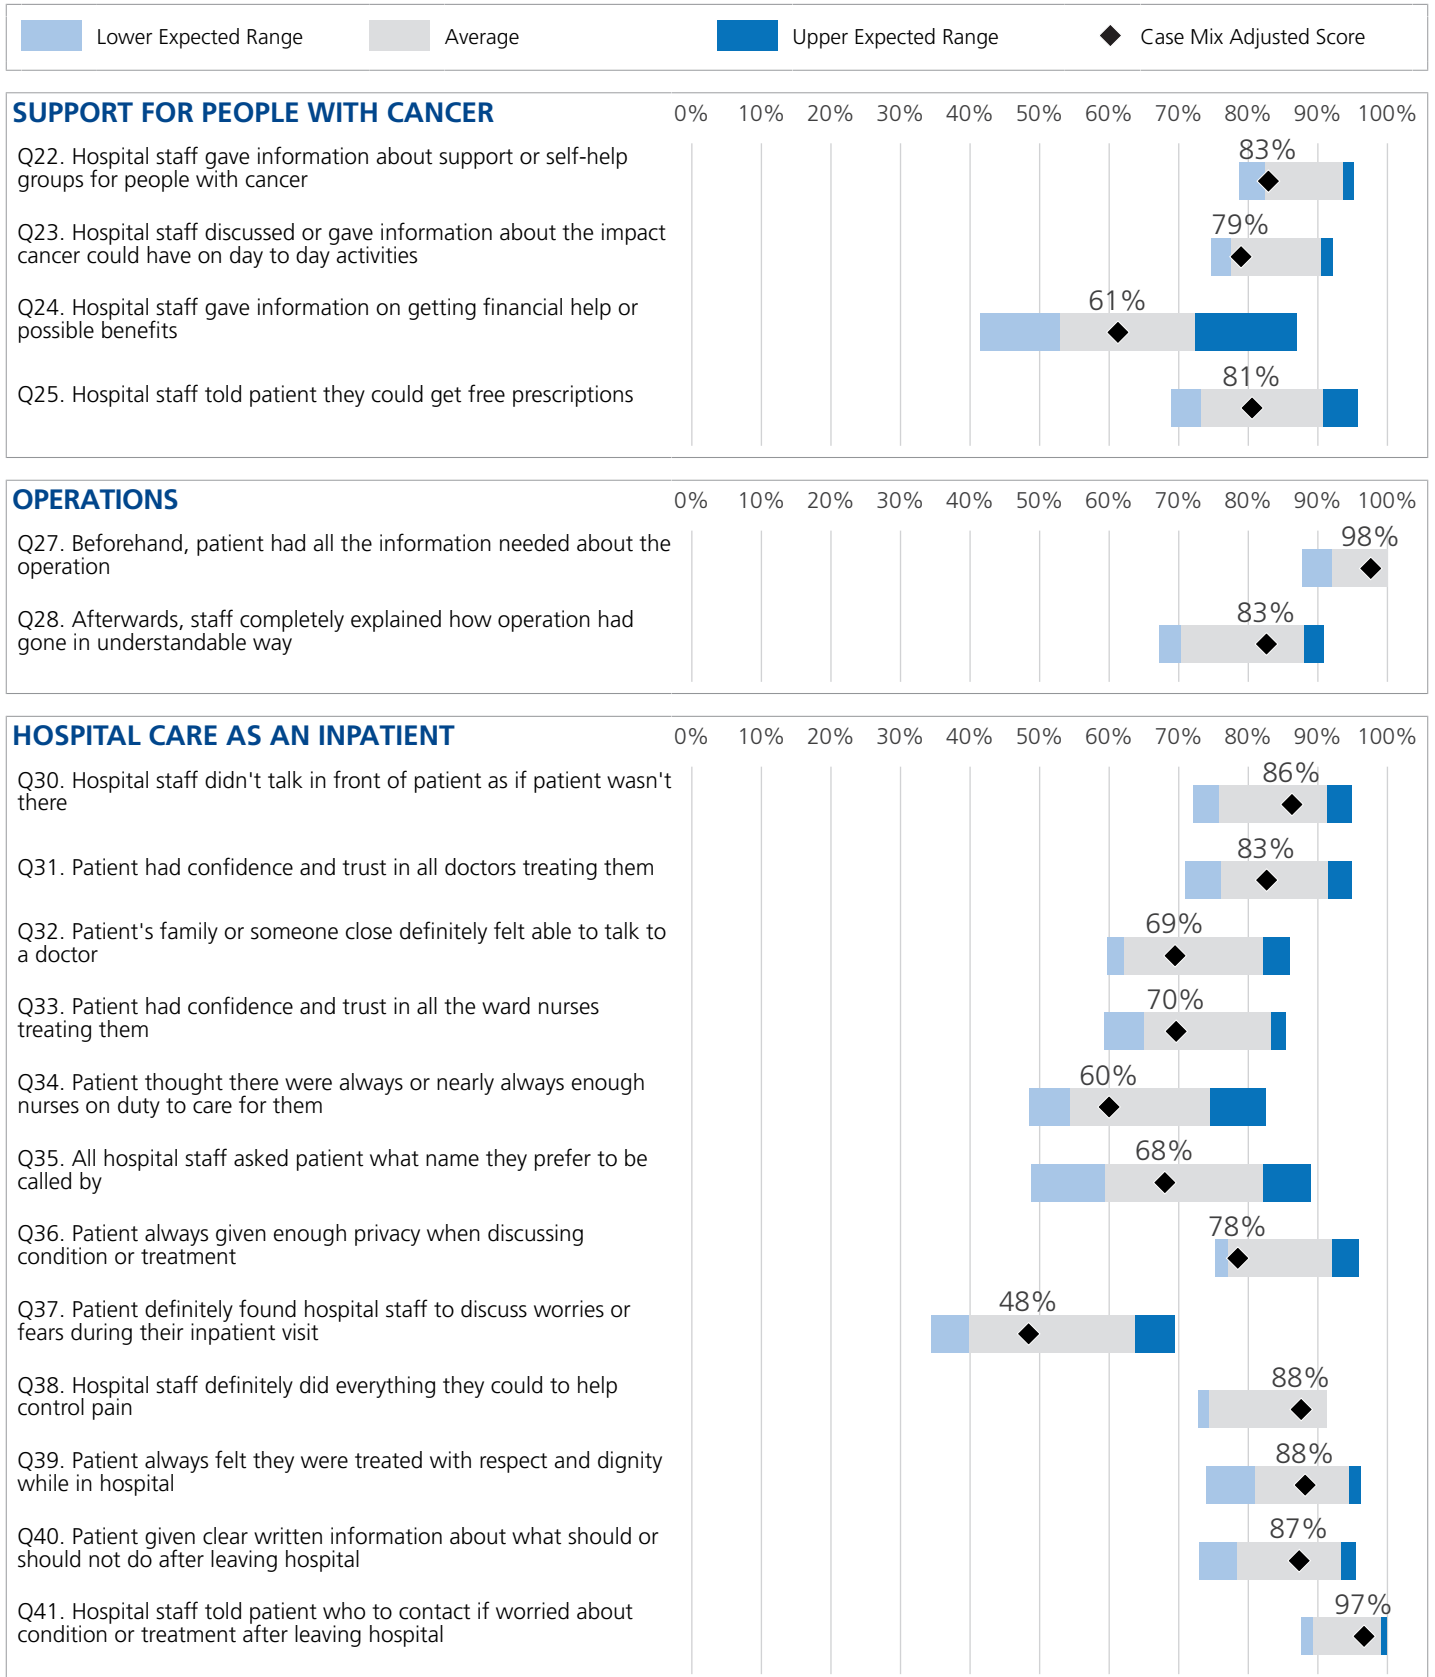 Lower Expected Range Average Upper Expected Range Case Mix Adjusted Score
SUPPORT FOR PEOPLE WITH CANCER 0% 10% 20% 30% 40% 50% 60% 70% 80% 90% 100%
Q22. Hospital staff gave information about support or self-help
groups for people with cancer
83%
Q23. Hospital staff discussed or gave information about the impact
cancer could have on day to day activities
79%
Q24. Hospital staff gave information on getting financial help or
possible benefits
61%
Q25. Hospital staff told patient they could get free prescriptions
81%
OPERATIONS 0% 10% 20% 30% 40% 50% 60% 70% 80% 90% 100%
Q27. Beforehand, patient had all the information needed about the
operation
98%
Q28. Afterwards, staff completely explained how operation had
gone in understandable way
83%
HOSPITAL CARE AS AN INPATIENT 0% 10% 20% 30% 40% 50% 60% 70% 80% 90% 100%
Q30. Hospital staff didn't talk in front of patient as if patient wasn't
there
86%
Q31. Patient had confidence and trust in all doctors treating them
83%
Q32. Patient's family or someone close definitely felt able to talk to
a doctor
69%
Q33. Patient had confidence and trust in all the ward nurses
treating them
70%
Q34. Patient thought there were always or nearly always enough
nurses on duty to care for them
60%
Q35. All hospital staff asked patient what name they prefer to be
called by
68%
Q36. Patient always given enough privacy when discussing
condition or treatment
78%
Q37. Patient definitely found hospital staff to discuss worries or
fears during their inpatient visit
48%
Q38. Hospital staff definitely did everything they could to help
control pain
88%
Q39. Patient always felt they were treated with respect and dignity
while in hospital
88%
Q40. Patient given clear written information about what should or
should not do after leaving hospital
87%
Q41. Hospital staff told patient who to contact if worried about
condition or treatment after leaving hospital
97%